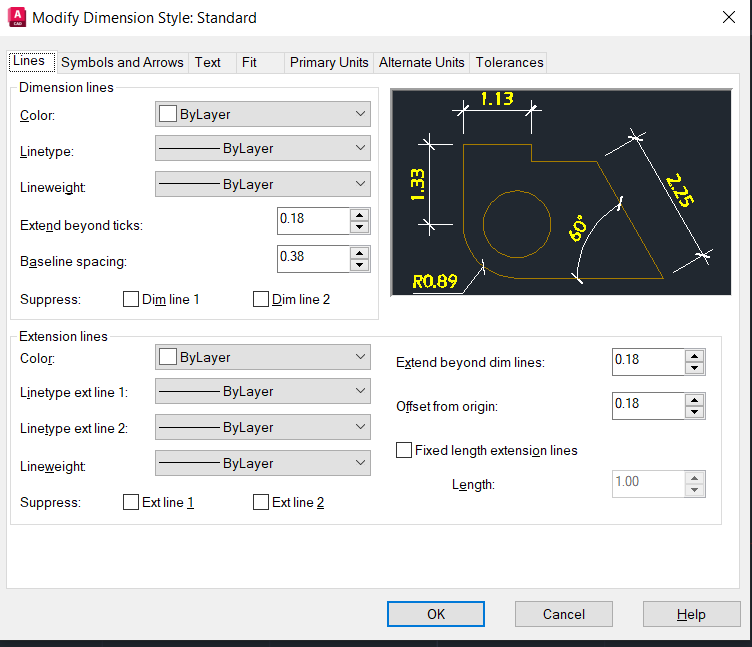 A
CAD
Modify Dimension Style: Standard
Lines Symbols and Arrows Text Fit Primary Units Alternate Units Tolerances
Dimension lines
Color: ByLayer
Linetype: ByLayer
Lineweight: ByLayer
Extend beyond ticks: 0.18
Baseline spacing: 0.38
Suppress: Dim line 1 Dim line 2
1.13
1.33
2.25
60°
R0.89
Extension lines
Color: ByLayer
Linetype ext line 1: ByLayer
Linetype ext line 2: ByLayer
Lineweight: ByLayer
Suppress: Ext line 1 Ext line 2
Extend beyond dim lines: 0.18
Offset from origin: 0.18
Fixed length extension lines
Length: 1.00
OK Cancel Help